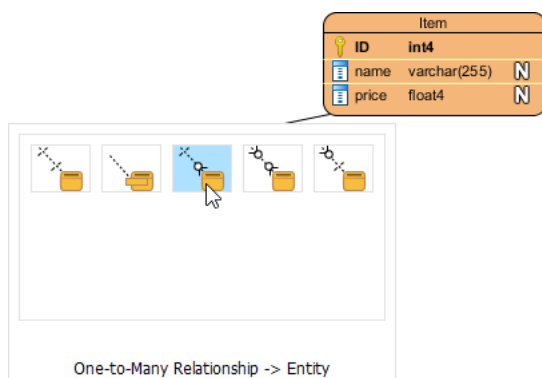 Item
ID int4
name varchar(255) N
price float4 N
One-to-Many Relationship -> Entity